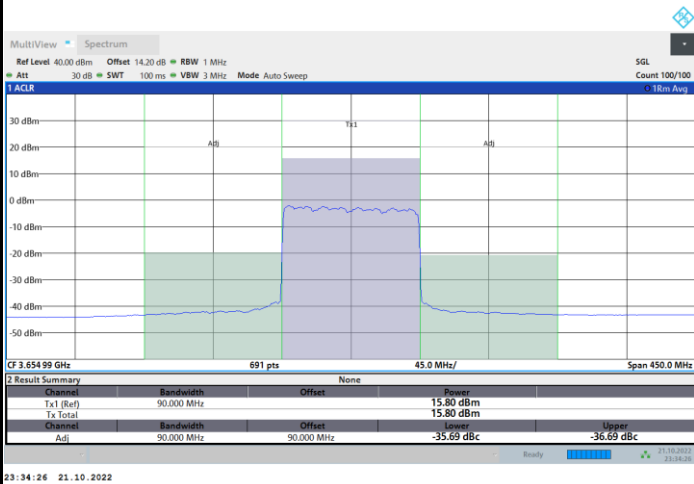 MultiView Spectrum
Ref Level 40.00 dBm Offset 14.20 dB RBW 1 MHz SGL
Att 30 dB SWT 100 ms VBW 3 MHz Mode Auto Sweep Count 100/100
1 ACLR 1Rm Avg
30 dBm
Tx1
20 dBm
Adj Adj
10 dBm
0 dBm
-10 dBm
-20 dBm
-30 dBm
-40 dBm
-50 dBm
CF 3.654 99 GHz 691 pts 45.0 MHz/ Span 450.0 MHz
2 Result Summary None
Channel Bandwidth Offset Power
Tx1 (Ref) 90.000 MHz 15.80 dBm
Tx Total 15.80 dBm
Channel Bandwidth Offset Lower Upper
Adj 90.000 MHz 90.000 MHz -35.69 dBc -36.69 dBc
Ready 21.10.2022
23:34:26
23:34:26 21.10.2022